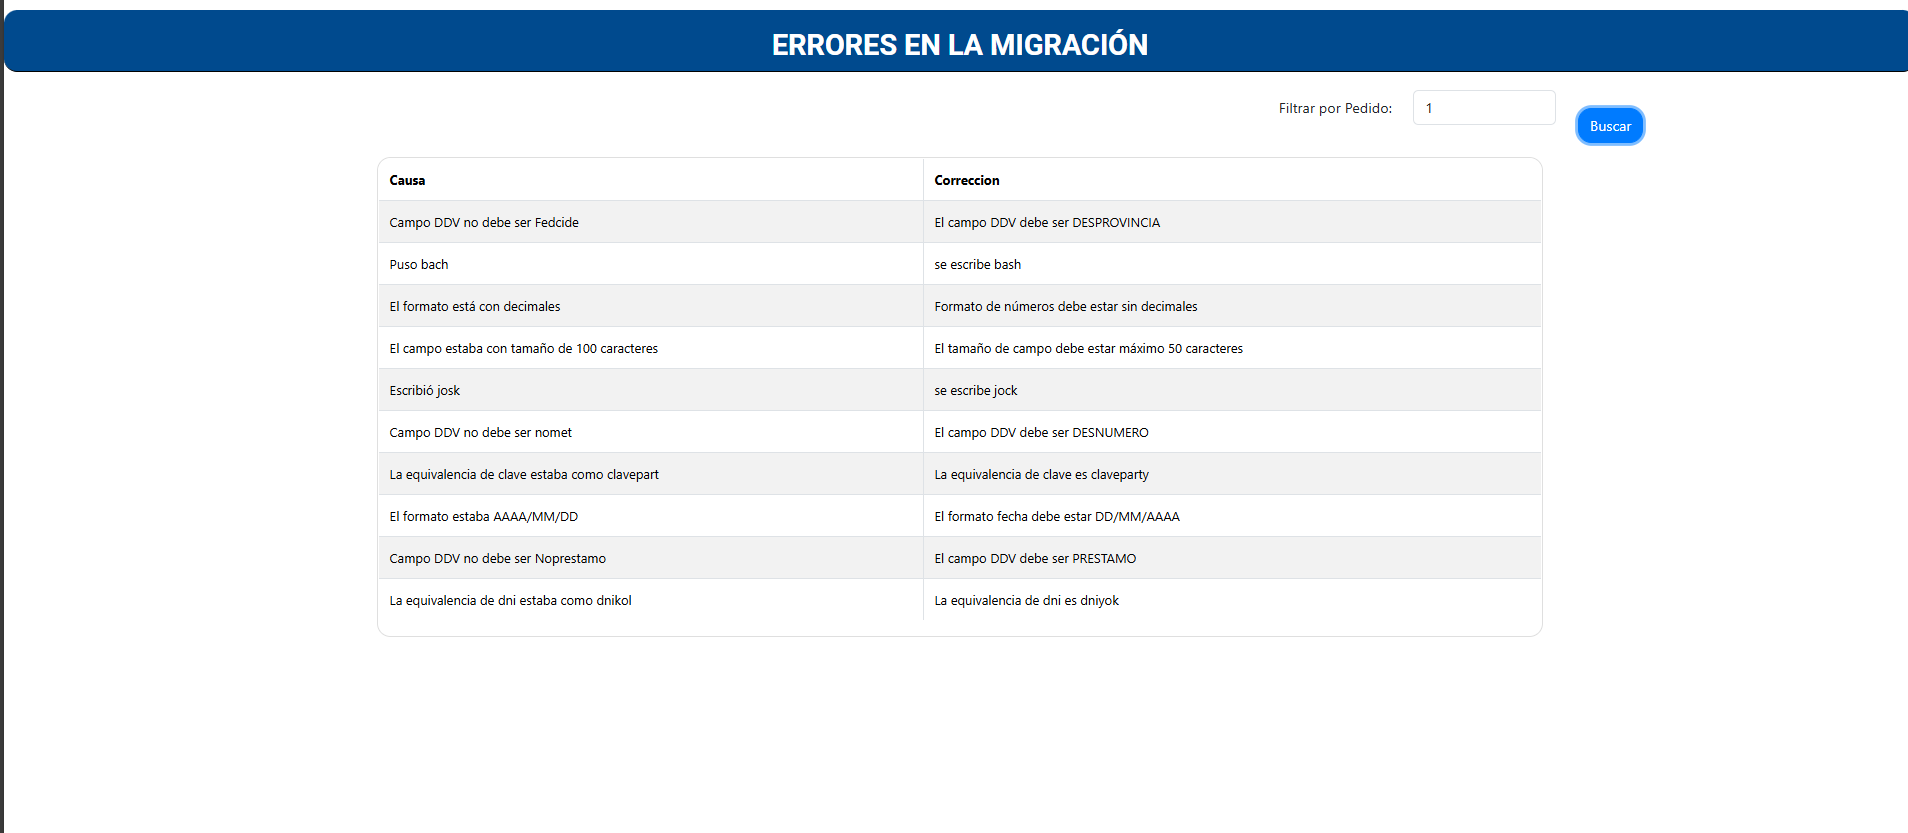 ERRORES EN LA MIGRACIÓN
Filtrar por Pedido: 1
Buscar
Causa Correccion
Campo DDV no debe ser Fedcide El campo DDV debe ser DESPROVINCIA
Puso bach se escribe bash
El formato está con decimales Formato de números debe estar sin decimales
El campo estaba con tamaño de 100 caracteres El tamaño de campo debe estar máximo 50 caracteres
Escribió josk se escribe jock
Campo DDV no debe ser nomet El campo DDV debe ser DESNUMERO
La equivalencia de clave estaba como clavepart La equivalencia de clave es claveparty
El formato estaba AAAA/MM/DD El formato fecha debe estar DD/MM/AAAA
Campo DDV no debe ser Noprestamo El campo DDV debe ser PRESTAMO
La equivalencia de dni estaba como dnikol La equivalencia de dni es dniyok